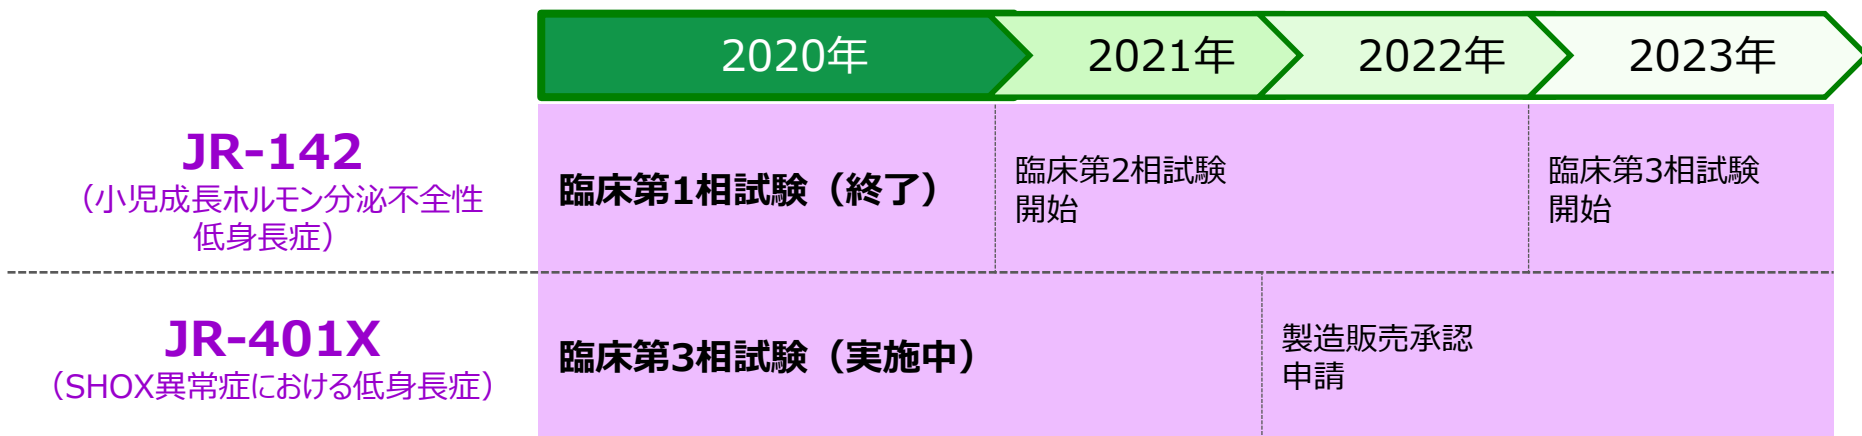 2020年
2021年
2022年
2023年
JR-142
（小児成長ホルモン分泌不全性
低身長症）
臨床第1相試験（終了）
臨床第2相試験
開始
臨床第3相試験
開始
JR-401X
（SHOX異常症における低身長症）
臨床第3相試験（実施中）
製造販売承認
申請